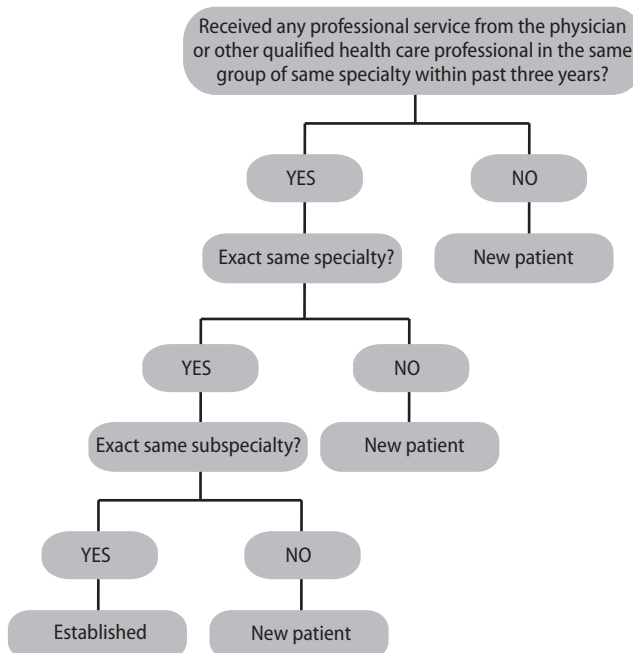 Received any professional service from the physician
or other qualified health care professional in the same
group of same specialty within past three years?
YES
NO
Exact same specialty?
New patient
YES
NO
Exact same subspecialty?
New patient
YES
NO
Established
New patient